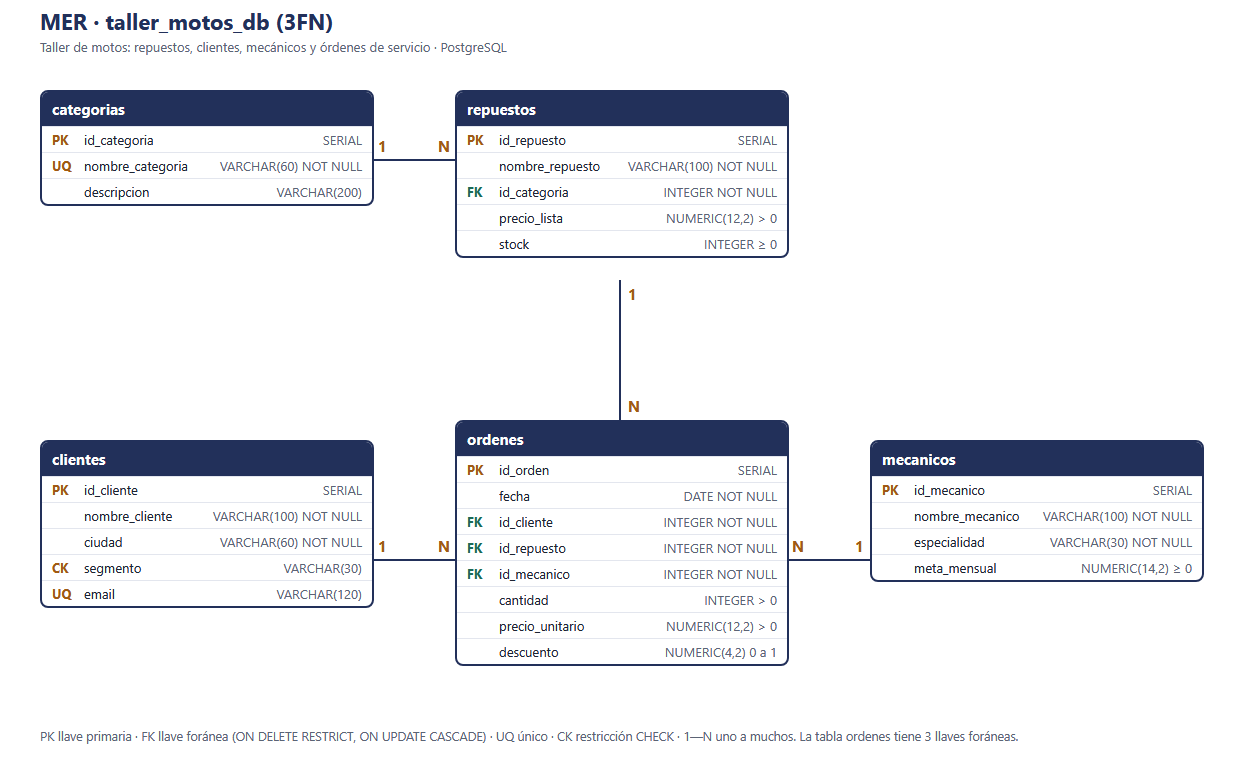 MER · taller_motos_db (3FN)
Taller de motos: repuestos, clientes, mecánicos y órdenes de servicio · PostgreSQL
categorias
PK id_categoria SERIAL
UQ nombre_categoria VARCHAR(60) NOT NULL
descripcion VARCHAR(200)
1 N
repuestos
PK id_repuesto SERIAL
nombre_repuesto VARCHAR(100) NOT NULL
FK id_categoria INTEGER NOT NULL
precio_lista NUMERIC(12,2) > 0
stock INTEGER ≥ 0
1
N
clientes
PK id_cliente SERIAL
nombre_cliente VARCHAR(100) NOT NULL
ciudad VARCHAR(60) NOT NULL
CK segmento VARCHAR(30)
UQ email VARCHAR(120)
1 N
ordenes
PK id_orden SERIAL
fecha DATE NOT NULL
FK id_cliente INTEGER NOT NULL
FK id_repuesto INTEGER NOT NULL
FK id_mecanico INTEGER NOT NULL
cantidad INTEGER > 0
precio_unitario NUMERIC(12,2) > 0
descuento NUMERIC(4,2) 0 a 1
N 1
mecanicos
PK id_mecanico SERIAL
nombre_mecanico VARCHAR(100) NOT NULL
especialidad VARCHAR(30) NOT NULL
meta_mensual NUMERIC(14,2) ≥ 0
PK llave primaria · FK llave foránea (ON DELETE RESTRICT, ON UPDATE CASCADE) · UQ único · CK restricción CHECK · 1—N uno a muchos. La tabla ordenes tiene 3 llaves foráneas.